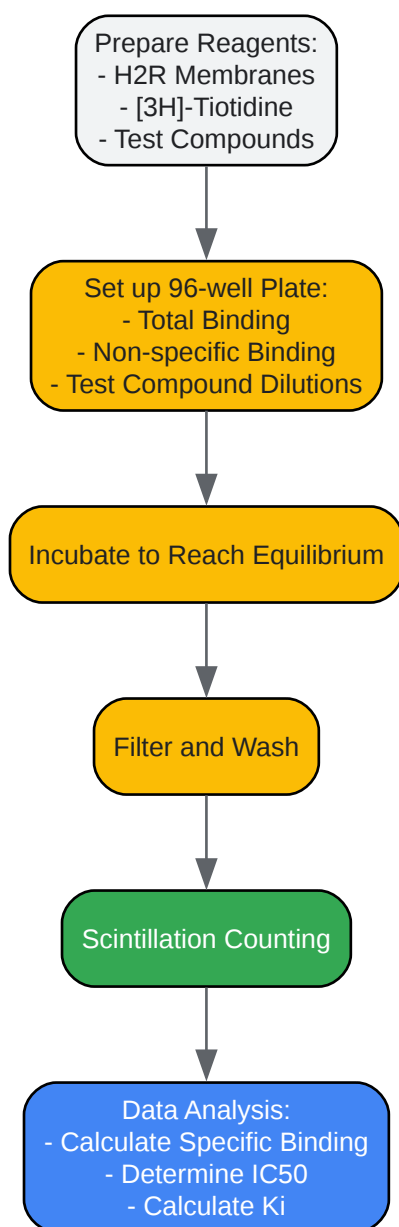 Prepare Reagents:
- H2R Membranes
- [3H]-Tiotidine
- Test Compounds
Set up 96-well Plate:
- Total Binding
- Non-specific Binding
- Test Compound Dilutions
Incubate to Reach Equilibrium
Filter and Wash
Scintillation Counting
Data Analysis:
- Calculate Specific Binding
- Determine IC50
- Calculate Ki